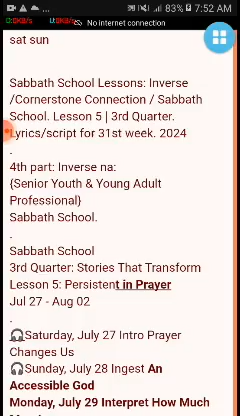 83% 7:52 AM
O:0KB/s U:0KB/s No internet connection
sat sun
Sabbath School Lessons: Inverse
/Cornerstone Connection / Sabbath
School. Lesson 5 | 3rd Quarter.
Lyrics/script for 31st week. 2024
.
4th part: Inverse na:
{Senior Youth & Young Adult
Professional}
Sabbath School.
.
Sabbath School
3rd Quarter: Stories That Transform
Lesson 5: Persistent in Prayer
Jul 27 - Aug 02
.
🎧Saturday, July 27 Intro Prayer
Changes Us
🎧Sunday, July 28 Ingest An
Accessible God
Monday, July 29 Interpret How Much